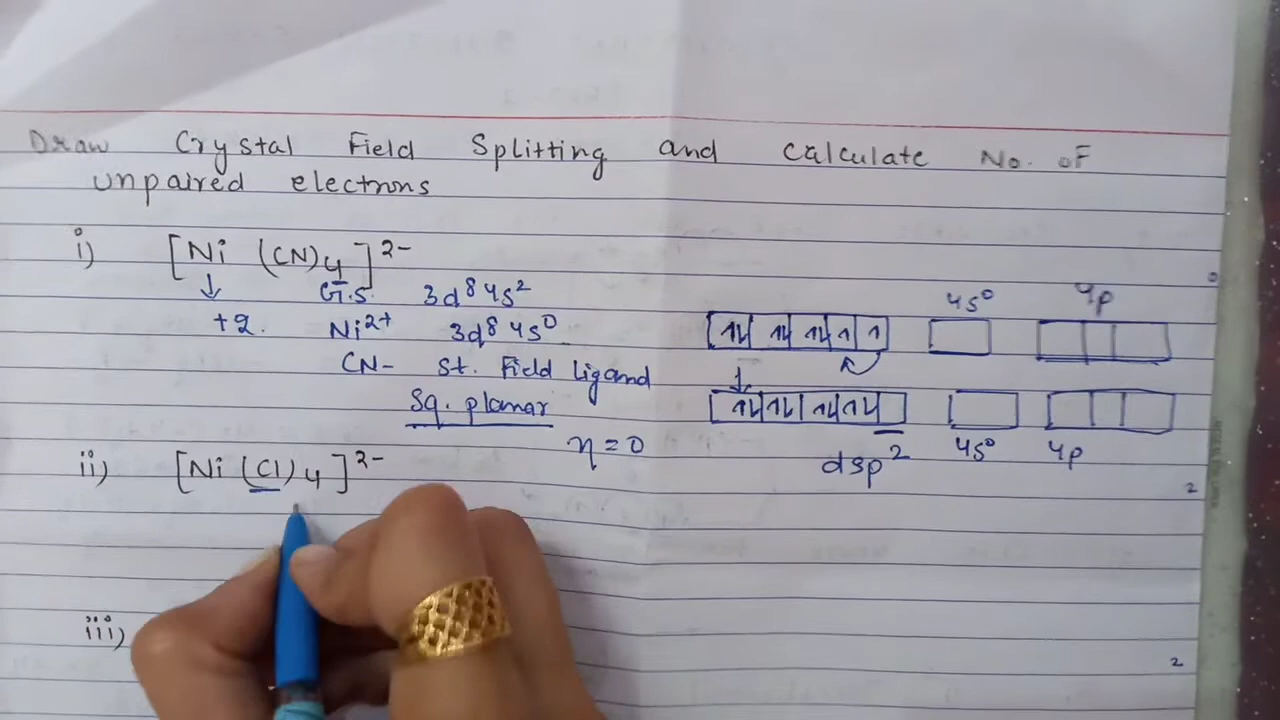 Draw Crystal Field Splitting and Calculate No. of
unpaired electrons
i) [Ni (CN)4]2-
↓ G.S. 3d8 4s2 4s0 4p
+2. Ni2+ 3d8 4s0 ↿⇂ ↿⇂ ↿⇂ ↿ ↿
CN- St. Field ligand
Sq. planar ↿⇂ ↿⇂ ↿⇂ ↿⇂
η = 0 dsp2 4s0 4p
ii) [Ni (Cl)4]2-
2
iii)
2